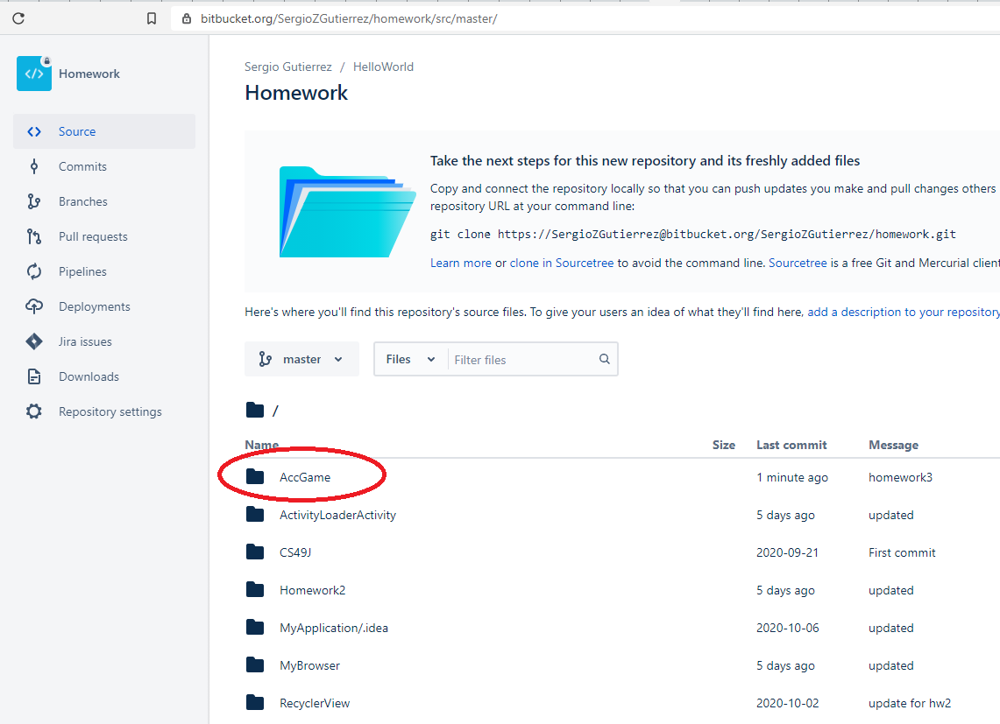 bitbucket.org/SergioZGutierrez/homework/src/master/
Homework
Source
Commits
Branches
Pull requests
Pipelines
Deployments
Jira issues
Downloads
Repository settings
Sergio Gutierrez / HelloWorld
Homework
Take the next steps for this new repository and its freshly added files
Copy and connect the repository locally so that you can push updates you make and pull changes others
repository URL at your command line:
git clone https://SergioZGutierrez@bitbucket.org/SergioZGutierrez/homework.git
Learn more or clone in Sourcetree to avoid the command line. Sourcetree is a free Git and Mercurial client
Here's where you'll find this repository's source files. To give your users an idea of what they'll find here, add a description to your repository
master Files Filter files
/
Name Size Last commit Message
AccGame 1 minute ago homework3
ActivityLoaderActivity 5 days ago updated
CS49J 2020-09-21 First commit
Homework2 5 days ago updated
MyApplication/.idea 2020-10-06 updated
MyBrowser 5 days ago updated
RecyclerView 2020-10-02 update for hw2